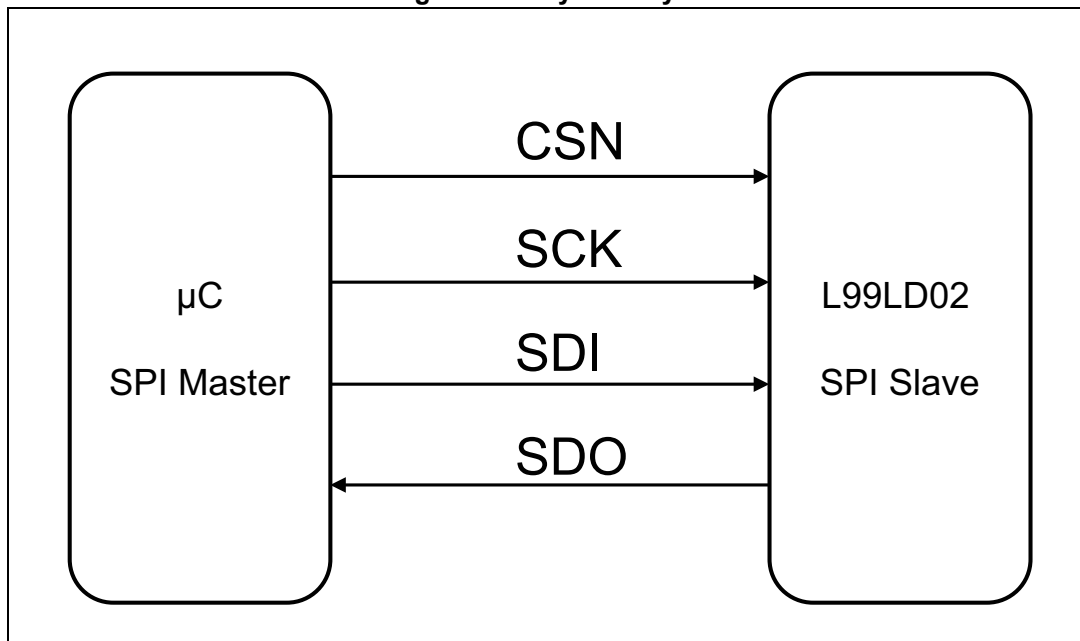 CSN
SCK
µC
L99LD02
SDI
SPI Master
SPI Slave
SDO